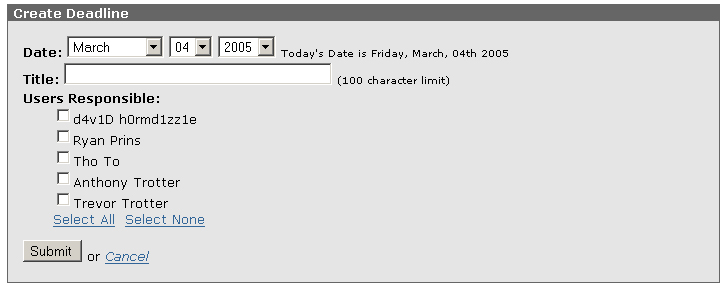 Create Deadline
Date: March 04 2005 Today's Date is Friday, March, 04th 2005
Title: (100 character limit)
Users Responsible:
d4v1D h0rmd1zz1e
Ryan Prins
Tho To
Anthony Trotter
Trevor Trotter
Select All Select None
Submit or Cancel